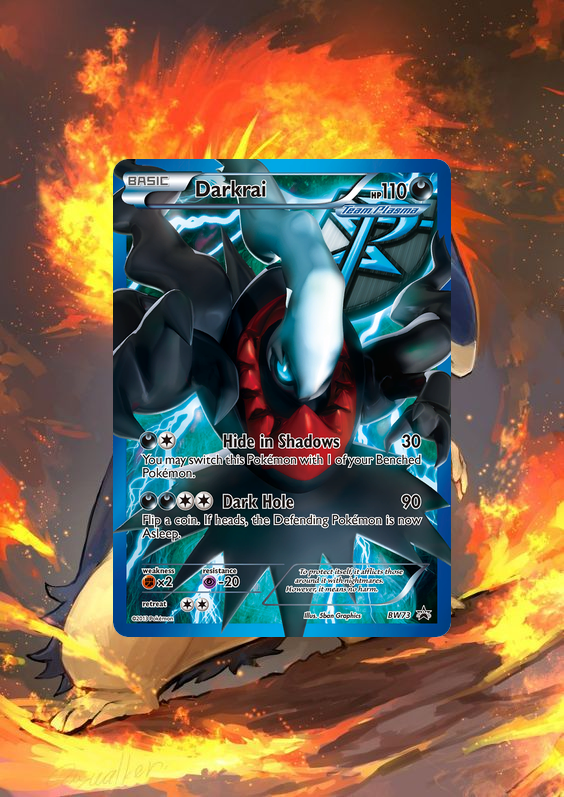 BASIC
Darkrai
HP110
Team Plasma
Hide in Shadows 30
You may switch this Pokémon with 1 of your Benched
Pokémon.
Dark Hole 90
Flip a coin. If heads, the Defending Pokémon is now
Asleep.
weakness
resistance
x2
-20
To protect itself, it afflicts those
around it with nightmares.
However, it means no harm.
retreat
©2013 Pokémon
Illus. 5ban Graphics
BW73